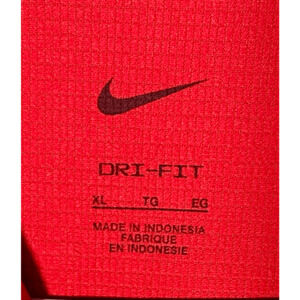 DRI-FIT
XL TG EG
MADE IN INDONESIA
FABRIQUE
EN INDONESIE